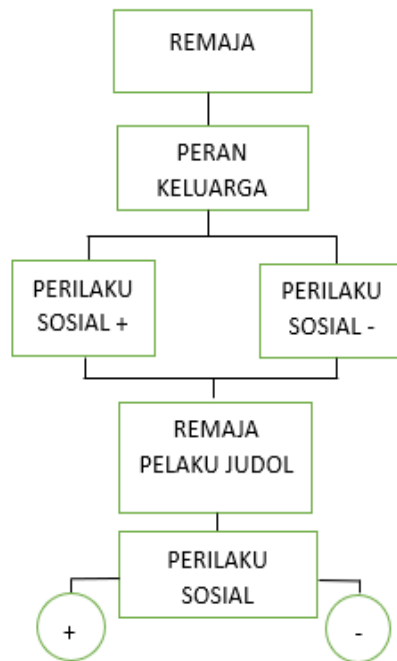 REMAJA
PERAN
KELUARGA
PERILAKU
SOSIAL +
PERILAKU
SOSIAL -
REMAJA
PELAKU JUDOL
PERILAKU
SOSIAL
+
-